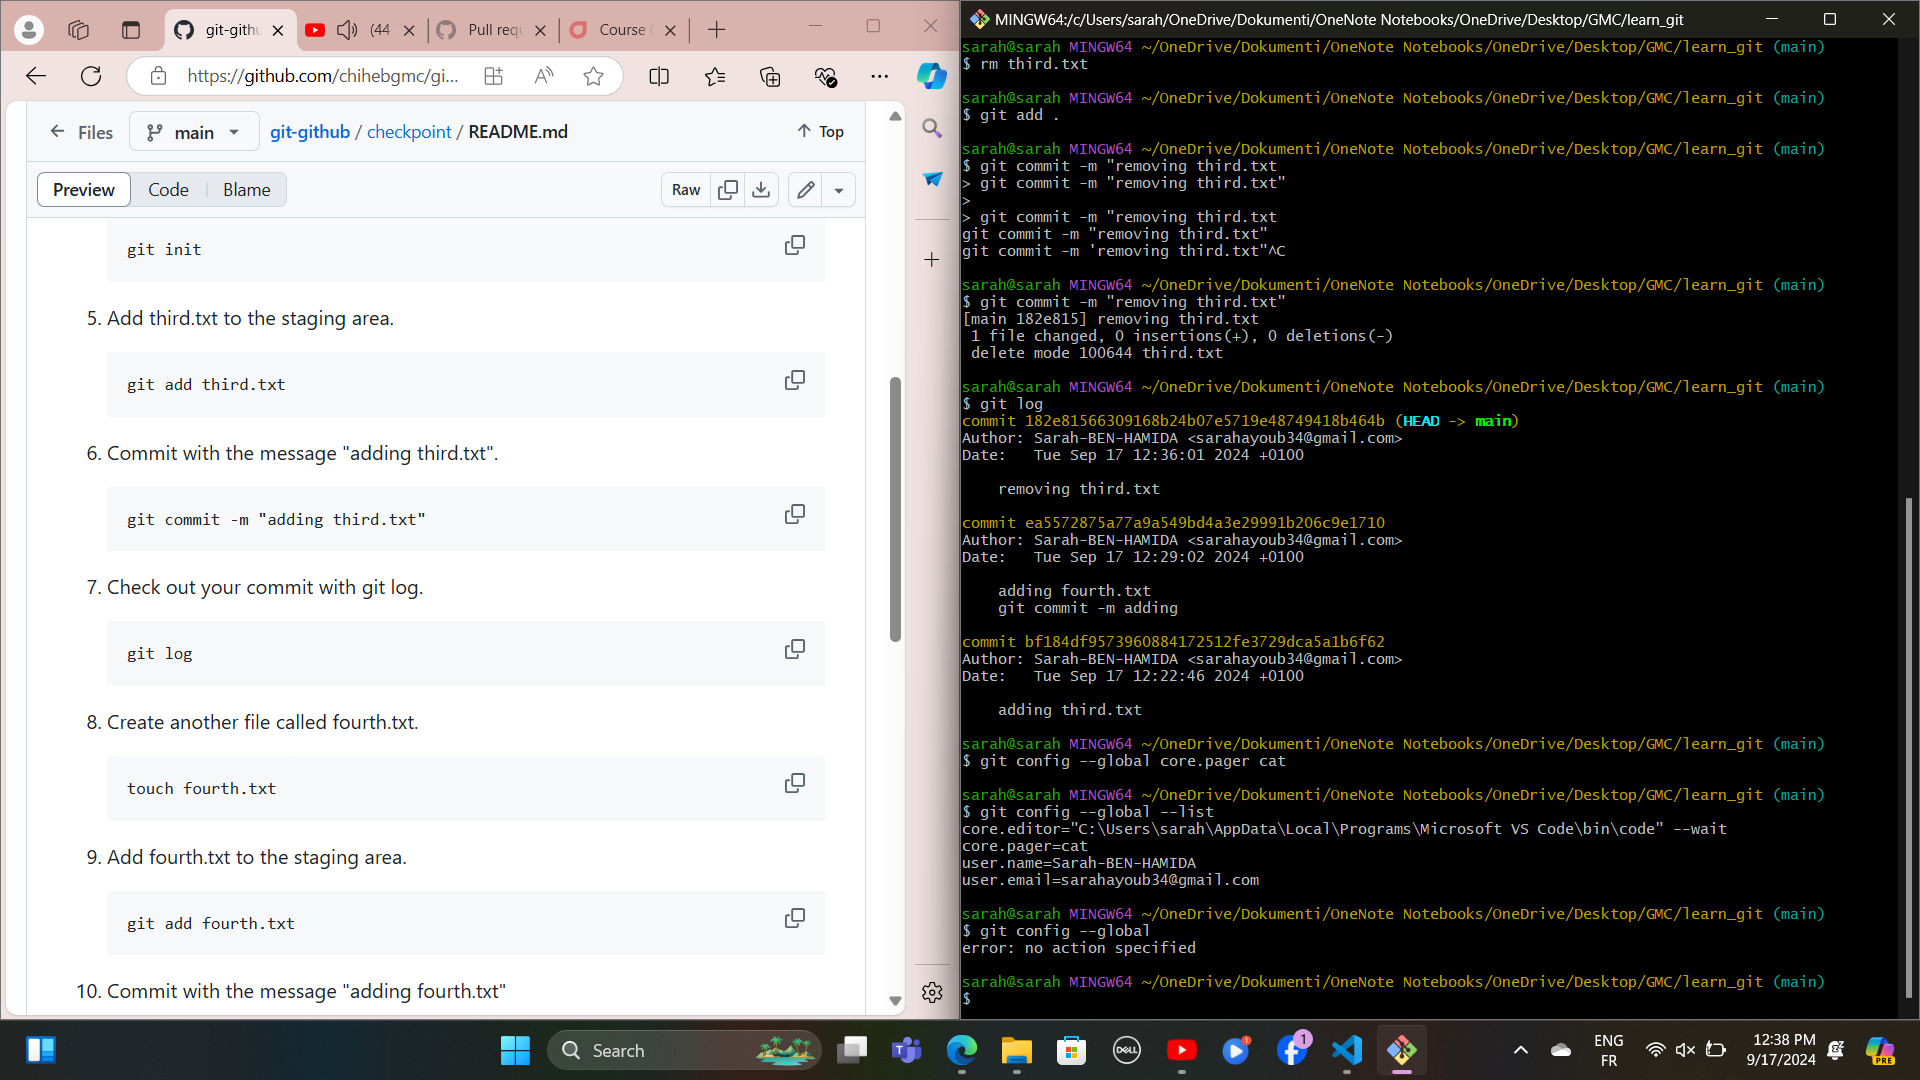 git-gith
(44
Pull req
Course
https://github.com/chihebgmc/gi...
Files
main
git-github / checkpoint / README.md
Top
Preview
Code
Blame
Raw
git init
5. Add third.txt to the staging area.
git add third.txt
6. Commit with the message "adding third.txt".
git commit -m "adding third.txt"
7. Check out your commit with git log.
git log
8. Create another file called fourth.txt.
touch fourth.txt
9. Add fourth.txt to the staging area.
git add fourth.txt
10. Commit with the message "adding fourth.txt"
MINGW64:/c/Users/sarah/OneDrive/Dokumenti/OneNote Notebooks/OneDrive/Desktop/GMC/learn_git
sarah@sarah MINGW64 ~/OneDrive/Dokumenti/OneNote Notebooks/OneDrive/Desktop/GMC/learn_git (main)
$ rm third.txt
sarah@sarah MINGW64 ~/OneDrive/Dokumenti/OneNote Notebooks/OneDrive/Desktop/GMC/learn_git (main)
$ git add .
sarah@sarah MINGW64 ~/OneDrive/Dokumenti/OneNote Notebooks/OneDrive/Desktop/GMC/learn_git (main)
$ git commit -m "removing third.txt
> git commit -m "removing third.txt"
>
> git commit -m "removing third.txt
git commit -m "removing third.txt"
git commit -m 'removing third.txt"^C
sarah@sarah MINGW64 ~/OneDrive/Dokumenti/OneNote Notebooks/OneDrive/Desktop/GMC/learn_git (main)
$ git commit -m "removing third.txt"
[main 182e815] removing third.txt
1 file changed, 0 insertions(+), 0 deletions(-)
delete mode 100644 third.txt
sarah@sarah MINGW64 ~/OneDrive/Dokumenti/OneNote Notebooks/OneDrive/Desktop/GMC/learn_git (main)
$ git log
commit 182e81566309168b24b07e5719e48749418b464b (HEAD -> main)
Author: Sarah-BEN-HAMIDA <sarahayoub34@gmail.com>
Date:   Tue Sep 17 12:36:01 2024 +0100
removing third.txt
commit ea5572875a77a9a549bd4a3e29991b206c9e1710
Author: Sarah-BEN-HAMIDA <sarahayoub34@gmail.com>
Date:   Tue Sep 17 12:29:02 2024 +0100
adding fourth.txt
git commit -m adding
commit bf184df9573960884172512fe3729dca5a1b6f62
Author: Sarah-BEN-HAMIDA <sarahayoub34@gmail.com>
Date:   Tue Sep 17 12:22:46 2024 +0100
adding third.txt
sarah@sarah MINGW64 ~/OneDrive/Dokumenti/OneNote Notebooks/OneDrive/Desktop/GMC/learn_git (main)
$ git config --global core.pager cat
sarah@sarah MINGW64 ~/OneDrive/Dokumenti/OneNote Notebooks/OneDrive/Desktop/GMC/learn_git (main)
$ git config --global --list
core.editor="C:\Users\sarah\AppData\Local\Programs\Microsoft VS Code\bin\code" --wait
core.pager=cat
user.name=Sarah-BEN-HAMIDA
user.email=sarahayoub34@gmail.com
sarah@sarah MINGW64 ~/OneDrive/Dokumenti/OneNote Notebooks/OneDrive/Desktop/GMC/learn_git (main)
$ git config --global
error: no action specified
sarah@sarah MINGW64 ~/OneDrive/Dokumenti/OneNote Notebooks/OneDrive/Desktop/GMC/learn_git (main)
$
Search
DELL
1
ENG
FR
12:38 PM
9/17/2024
PRE